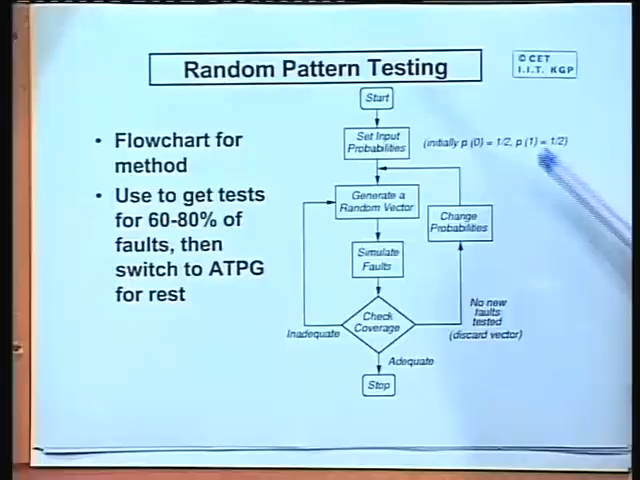 Random Pattern Testing
© CET
I.I.T. KGP
• Flowchart for
method
• Use to get tests
for 60-80% of
faults, then
switch to ATPG
for rest
Start
Set Input
Probabilities
(initially p (0) = 1/2, p (1) = 1/2)
Generate a
Random Vector
Change
Probabilities
Simulate
Faults
Check
Coverage
No new
faults
tested
(discard vector)
Inadequate
Adequate
Stop